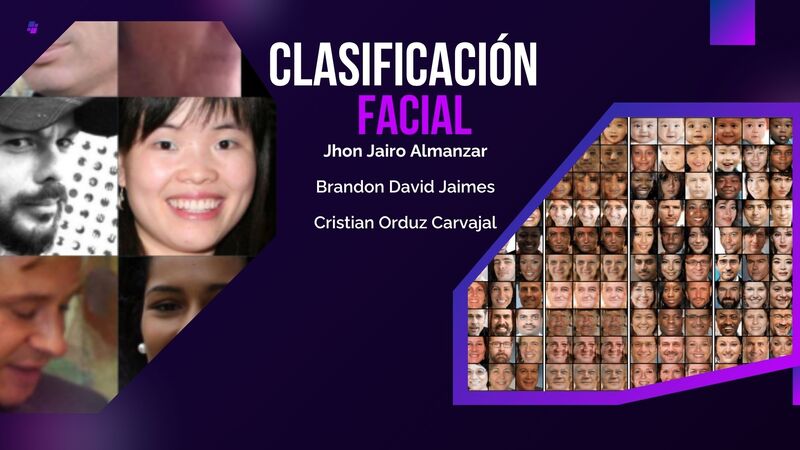 CLASIFICACIÓN
FACIAL
Jhon Jairo Almanzar
Brandon David Jaimes
Cristian Orduz Carvajal